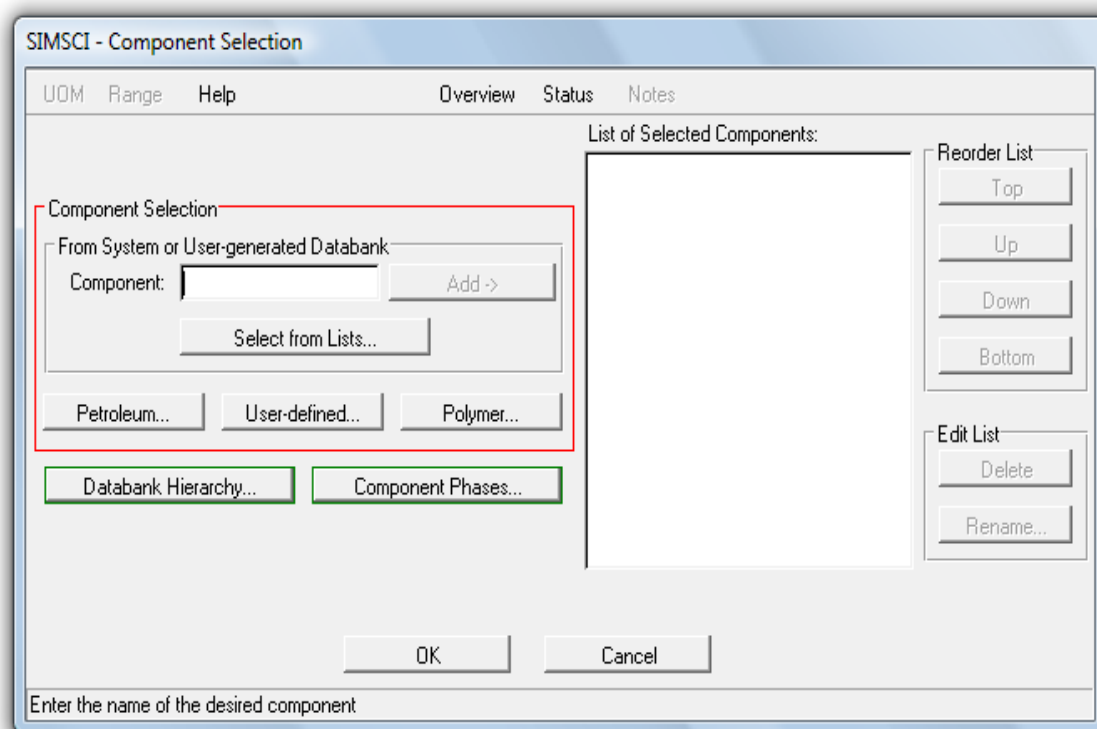 SIMSCI - Component Selection
UOM Range Help Overview Status Notes
List of Selected Components:
Reorder List
Top
Up
Down
Bottom
Component Selection
From System or User-generated Databank
Component:
Add ->
Select from Lists...
Petroleum... User-defined... Polymer...
Databank Hierarchy... Component Phases...
Edit List
Delete
Rename...
OK Cancel
Enter the name of the desired component